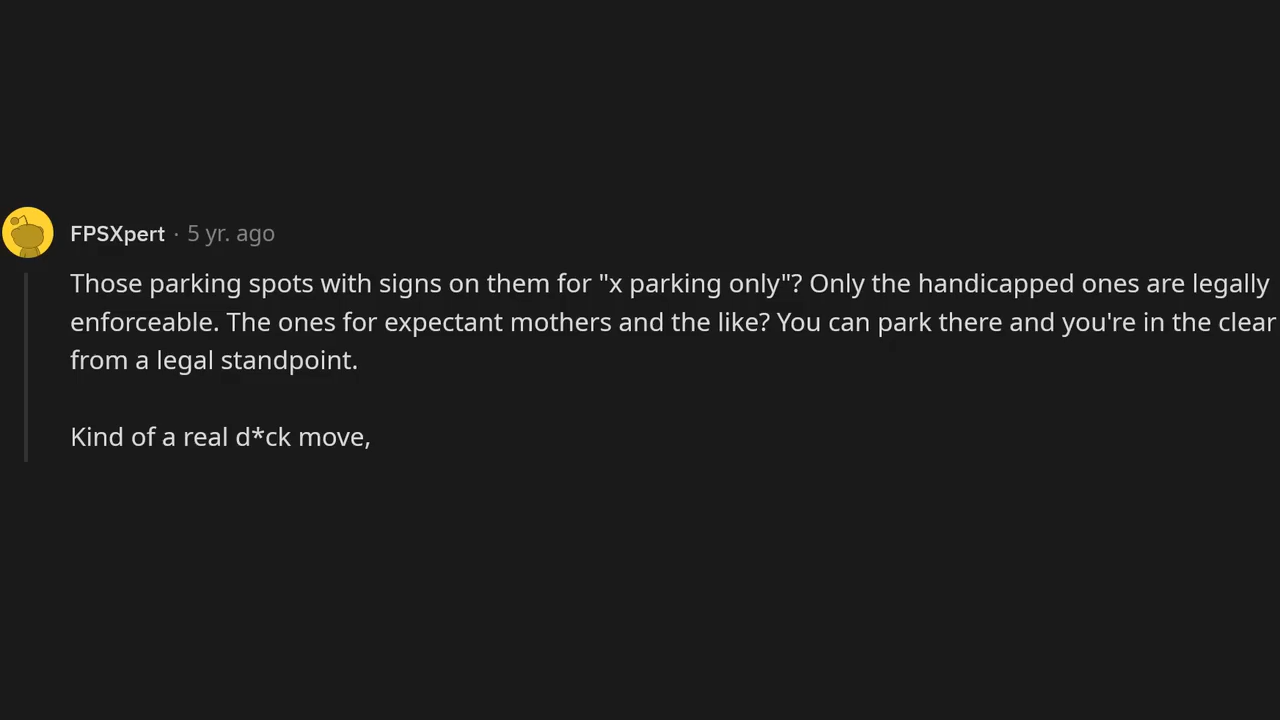 FPSXpert · 5 yr. ago
Those parking spots with signs on them for "x parking only"? Only the handicapped ones are legally
enforceable. The ones for expectant mothers and the like? You can park there and you're in the clear
from a legal standpoint.
Kind of a real d*ck move,